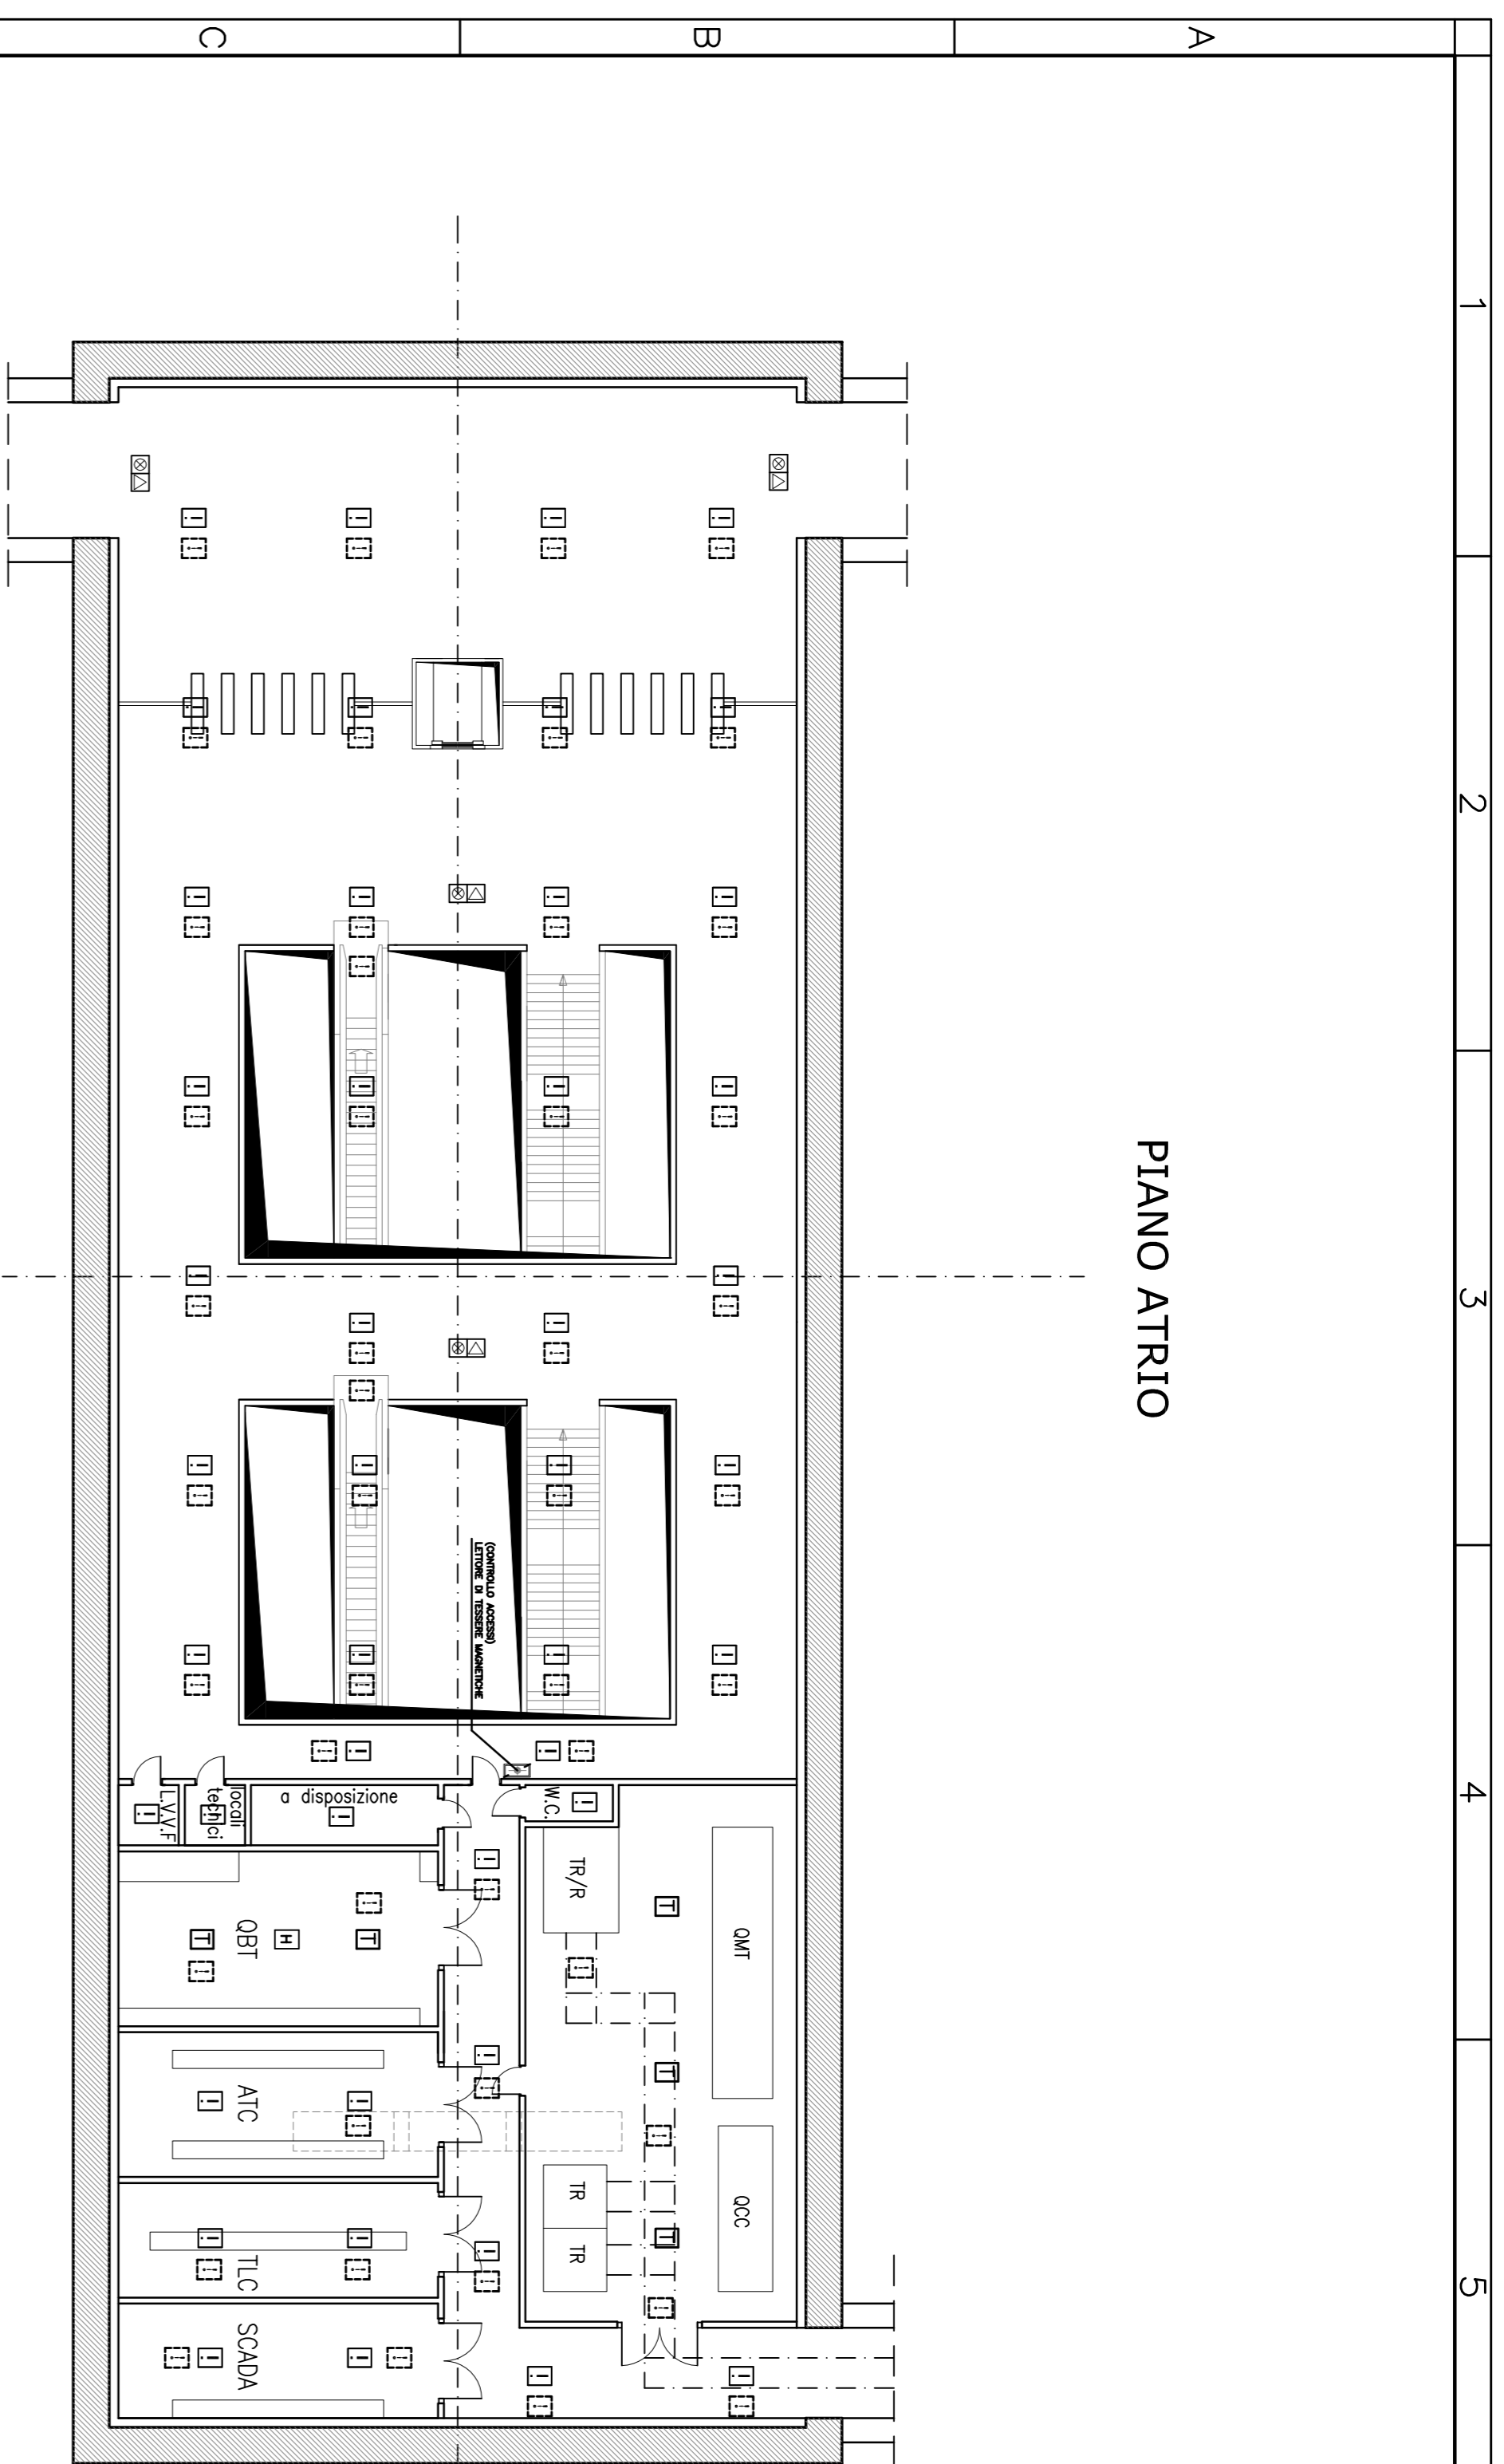 1
2
3
4
5
A
B
C
PIANO ATRIO
(CONTROLLO ACCESSI)
LETTORE DI TESSERE MAGNETICHE
QMT
QCC
TR/R
TR
TR
T
T
T
W.C.
a disposizione
locali
tecnici
L.V.V.F
QBT
H
T
T
ATC
TLC
SCADA